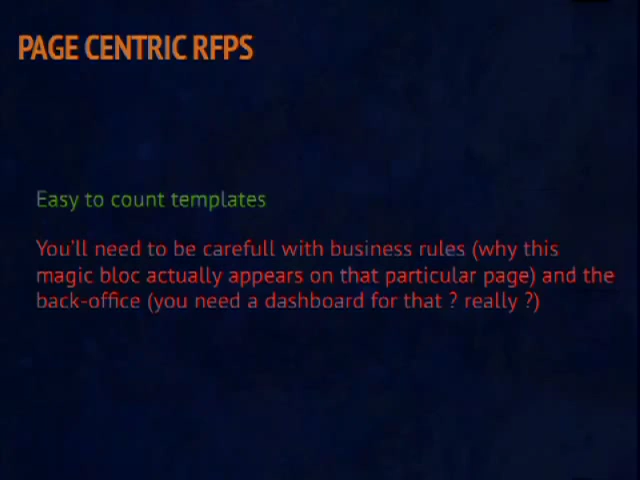 PAGE CENTRIC RFPS
Easy to count templates
You'll need to be carefull with business rules (why this
magic bloc actually appears on that particular page) and the
back-office (you need a dashboard for that ? really ?)